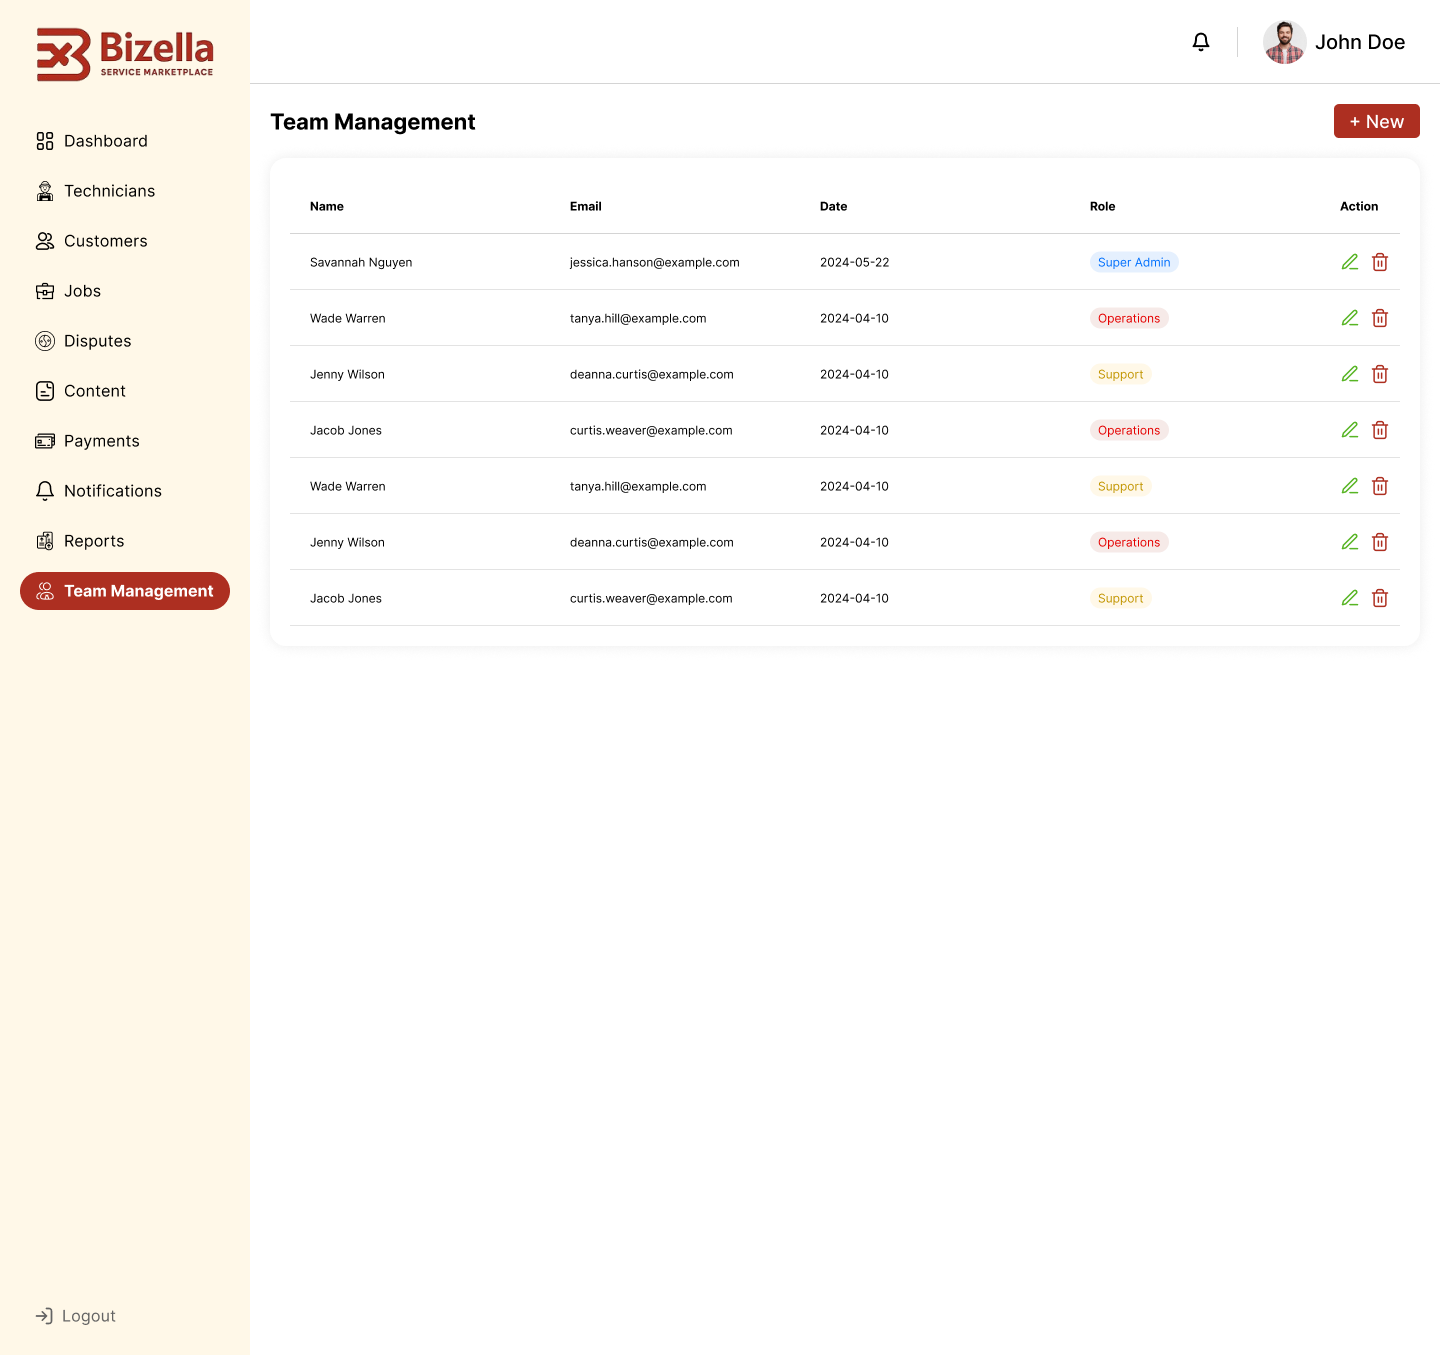 Bizella
SERVICE MARKETPLACE
Dashboard
Technicians
Customers
Jobs
Disputes
Content
Payments
Notifications
Reports
Team Management
Logout
John Doe
Team Management
+ New
Name Email Date Role Action
Savannah Nguyen jessica.hanson@example.com 2024-05-22 Super Admin
Wade Warren tanya.hill@example.com 2024-04-10 Operations
Jenny Wilson deanna.curtis@example.com 2024-04-10 Support
Jacob Jones curtis.weaver@example.com 2024-04-10 Operations
Wade Warren tanya.hill@example.com 2024-04-10 Support
Jenny Wilson deanna.curtis@example.com 2024-04-10 Operations
Jacob Jones curtis.weaver@example.com 2024-04-10 Support